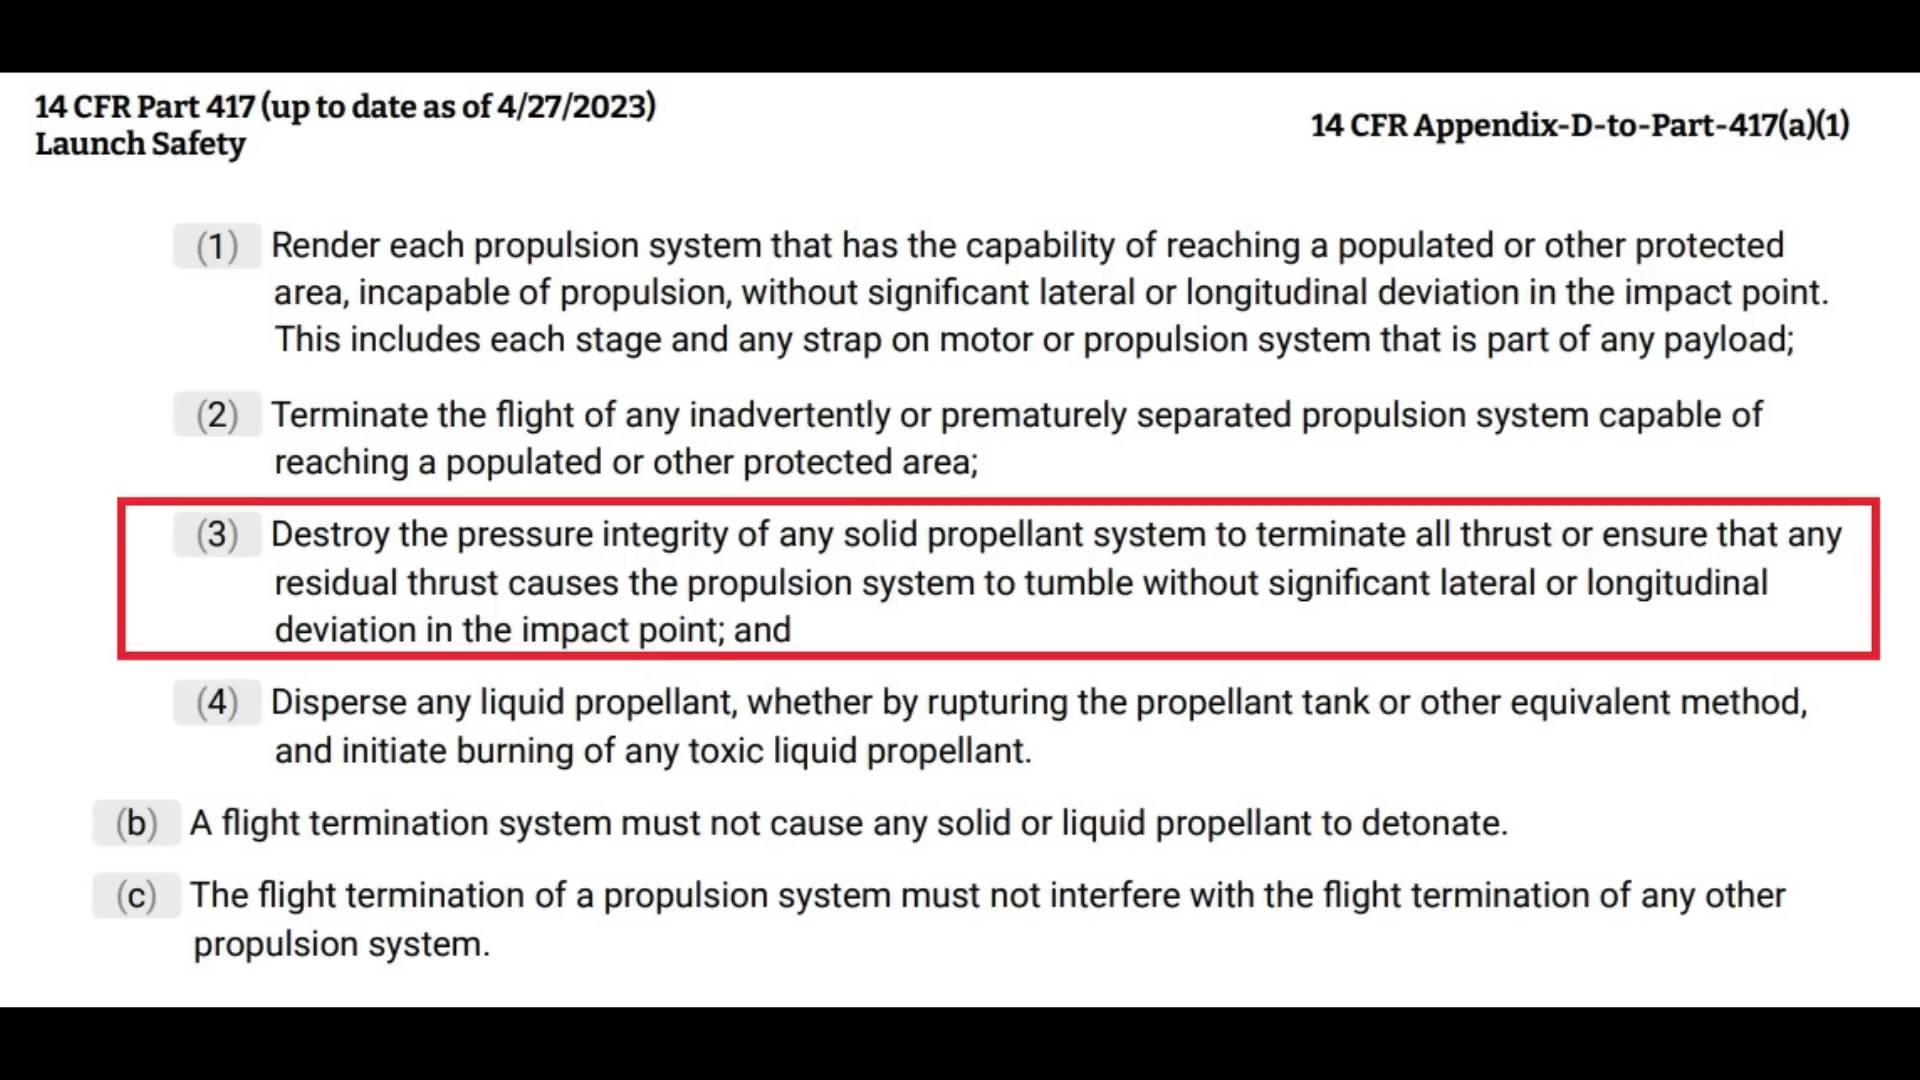 14 CFR Part 417 (up to date as of 4/27/2023)
Launch Safety
14 CFR Appendix-D-to-Part-417(a)(1)
(1) Render each propulsion system that has the capability of reaching a populated or other protected
area, incapable of propulsion, without significant lateral or longitudinal deviation in the impact point.
This includes each stage and any strap on motor or propulsion system that is part of any payload;
(2) Terminate the flight of any inadvertently or prematurely separated propulsion system capable of
reaching a populated or other protected area;
(3) Destroy the pressure integrity of any solid propellant system to terminate all thrust or ensure that any
residual thrust causes the propulsion system to tumble without significant lateral or longitudinal
deviation in the impact point; and
(4) Disperse any liquid propellant, whether by rupturing the propellant tank or other equivalent method,
and initiate burning of any toxic liquid propellant.
(b) A flight termination system must not cause any solid or liquid propellant to detonate.
(c) The flight termination of a propulsion system must not interfere with the flight termination of any other
propulsion system.